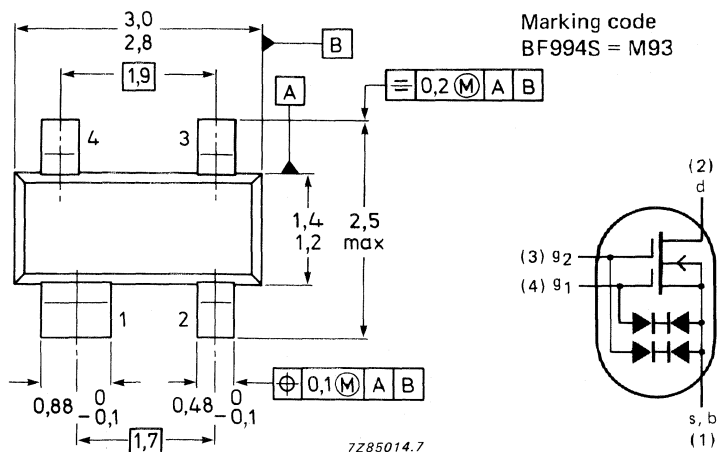 3,0
2,8
B
Marking code
BF994S = M93
1,9
A
⌯ 0,2 Ⓜ A B
4
3
1,4
1,2
2,5
max
1
2
(2)
d
(3) g2
(4) g1
s, b
(1)
0,88 0 -0,1
0,48 0 -0,1
⌖ 0,1 Ⓜ A B
1,7
7Z85014.7